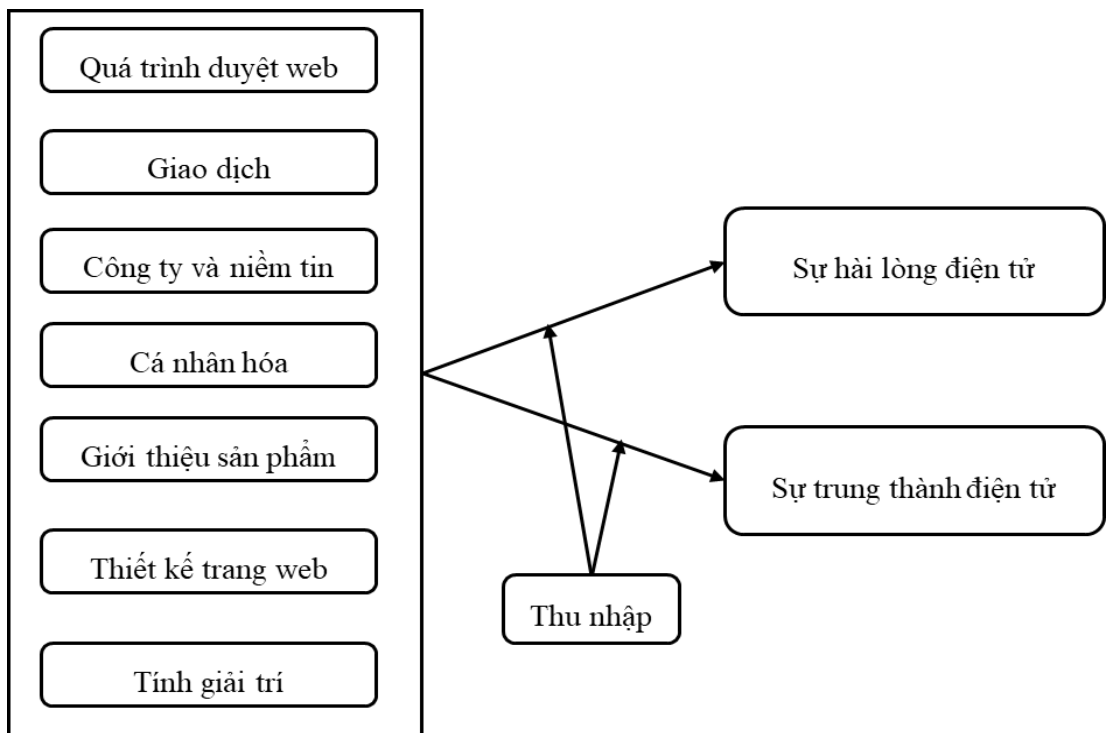 Quá trình duyệt web
Giao dịch
Công ty và niềm tin
Cá nhân hóa
Giới thiệu sản phẩm
Thiết kế trang web
Tính giải trí
Sự hài lòng điện tử
Sự trung thành điện tử
Thu nhập